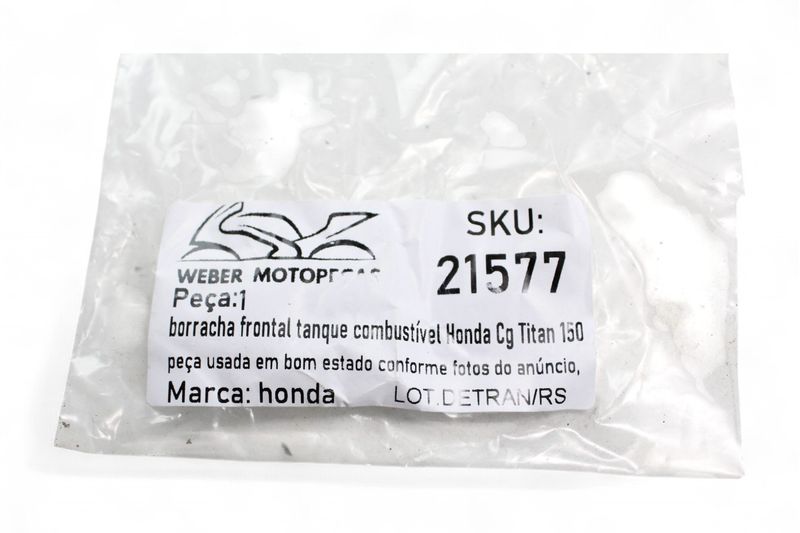 WEBER MOTOPEÇAS
SKU:
21577
Peça:1
borracha frontal tanque combustível Honda Cg Titan 150
peça usada em bom estado conforme fotos do anúncio,
Marca: honda
LOT.DETRAN/RS